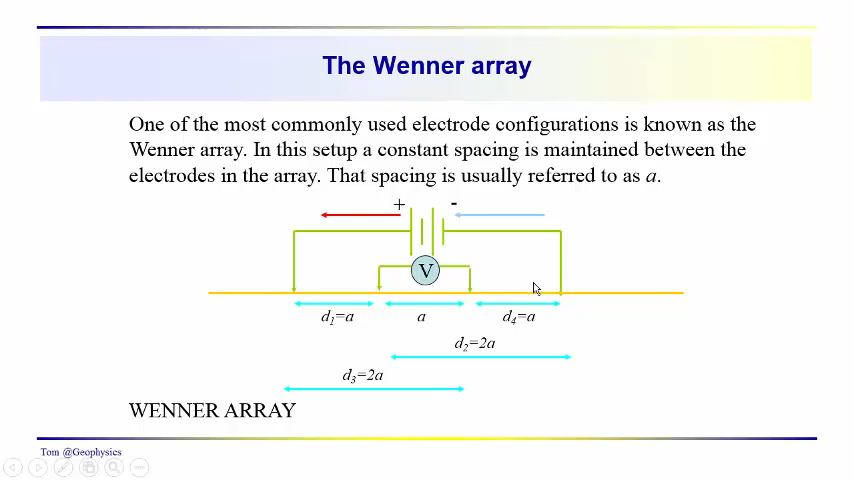 The Wenner array
One of the most commonly used electrode configurations is known as the
Wenner array. In this setup a constant spacing is maintained between the
electrodes in the array. That spacing is usually referred to as a.
+ -
V
d₁=a a d₄=a
d₂=2a
d₃=2a
WENNER ARRAY
Tom @Geophysics